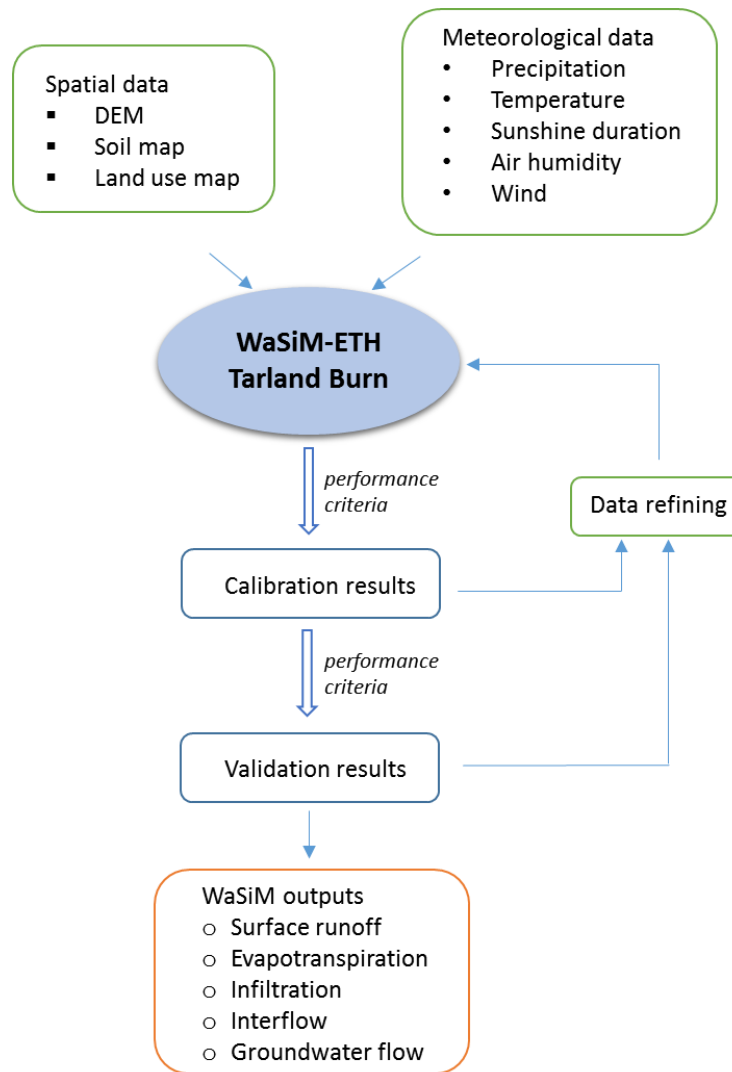 Spatial data
▪ DEM
▪ Soil map
▪ Land use map
Meteorological data
• Precipitation
• Temperature
• Sunshine duration
• Air humidity
• Wind
WaSiM-ETH
Tarland Burn
performance
criteria
Data refining
Calibration results
performance
criteria
Validation results
WaSiM outputs
o Surface runoff
o Evapotranspiration
o Infiltration
o Interflow
o Groundwater flow